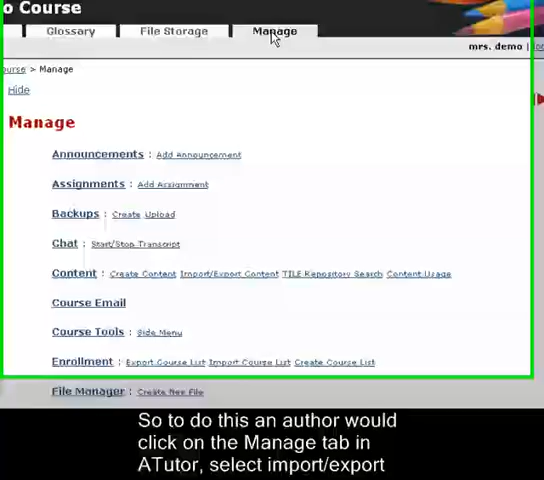 o Course
Glossary File Storage Manage
mrs. demo
ourse > Manage
Hide
Manage
Announcements : Add Announcement
Assignments : Add Assignment
Backups : Create Upload
Chat : Start/Stop Transcript
Content : Create Content Import/Export Content TILE Repository Search Content Usage
Course Email
Course Tools : Side Menu
Enrollment : Export Course List Import Course List Create Course List
File Manager : Create New File
So to do this an author would
click on the Manage tab in
ATutor, select import/export